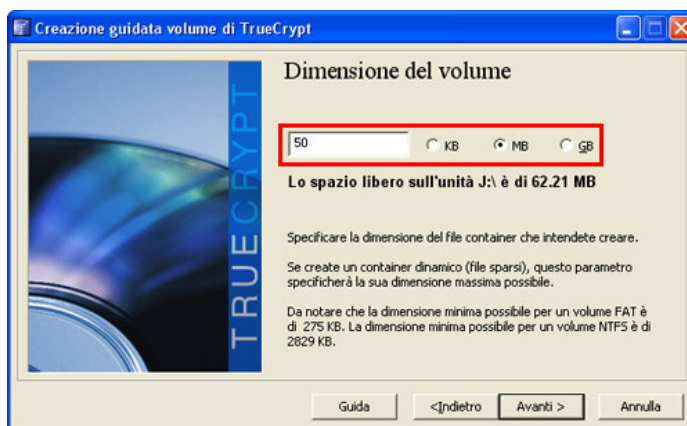 Creazione guidata volume di TrueCrypt
TRUECRYPT
Dimensione del volume
50
KB
MB
GB
Lo spazio libero sull'unità J:\ è di 62.21 MB
Specificare la dimensione del file container che intendete creare.
Se create un container dinamico (file sparsi), questo parametro
specificherà la sua dimensione massima possibile.
Da notare che la dimensione minima possibile per un volume FAT è
di 275 KB. La dimensione minima possibile per un volume NTFS è di
2829 KB.
Guida
<Indietro
Avanti >
Annulla